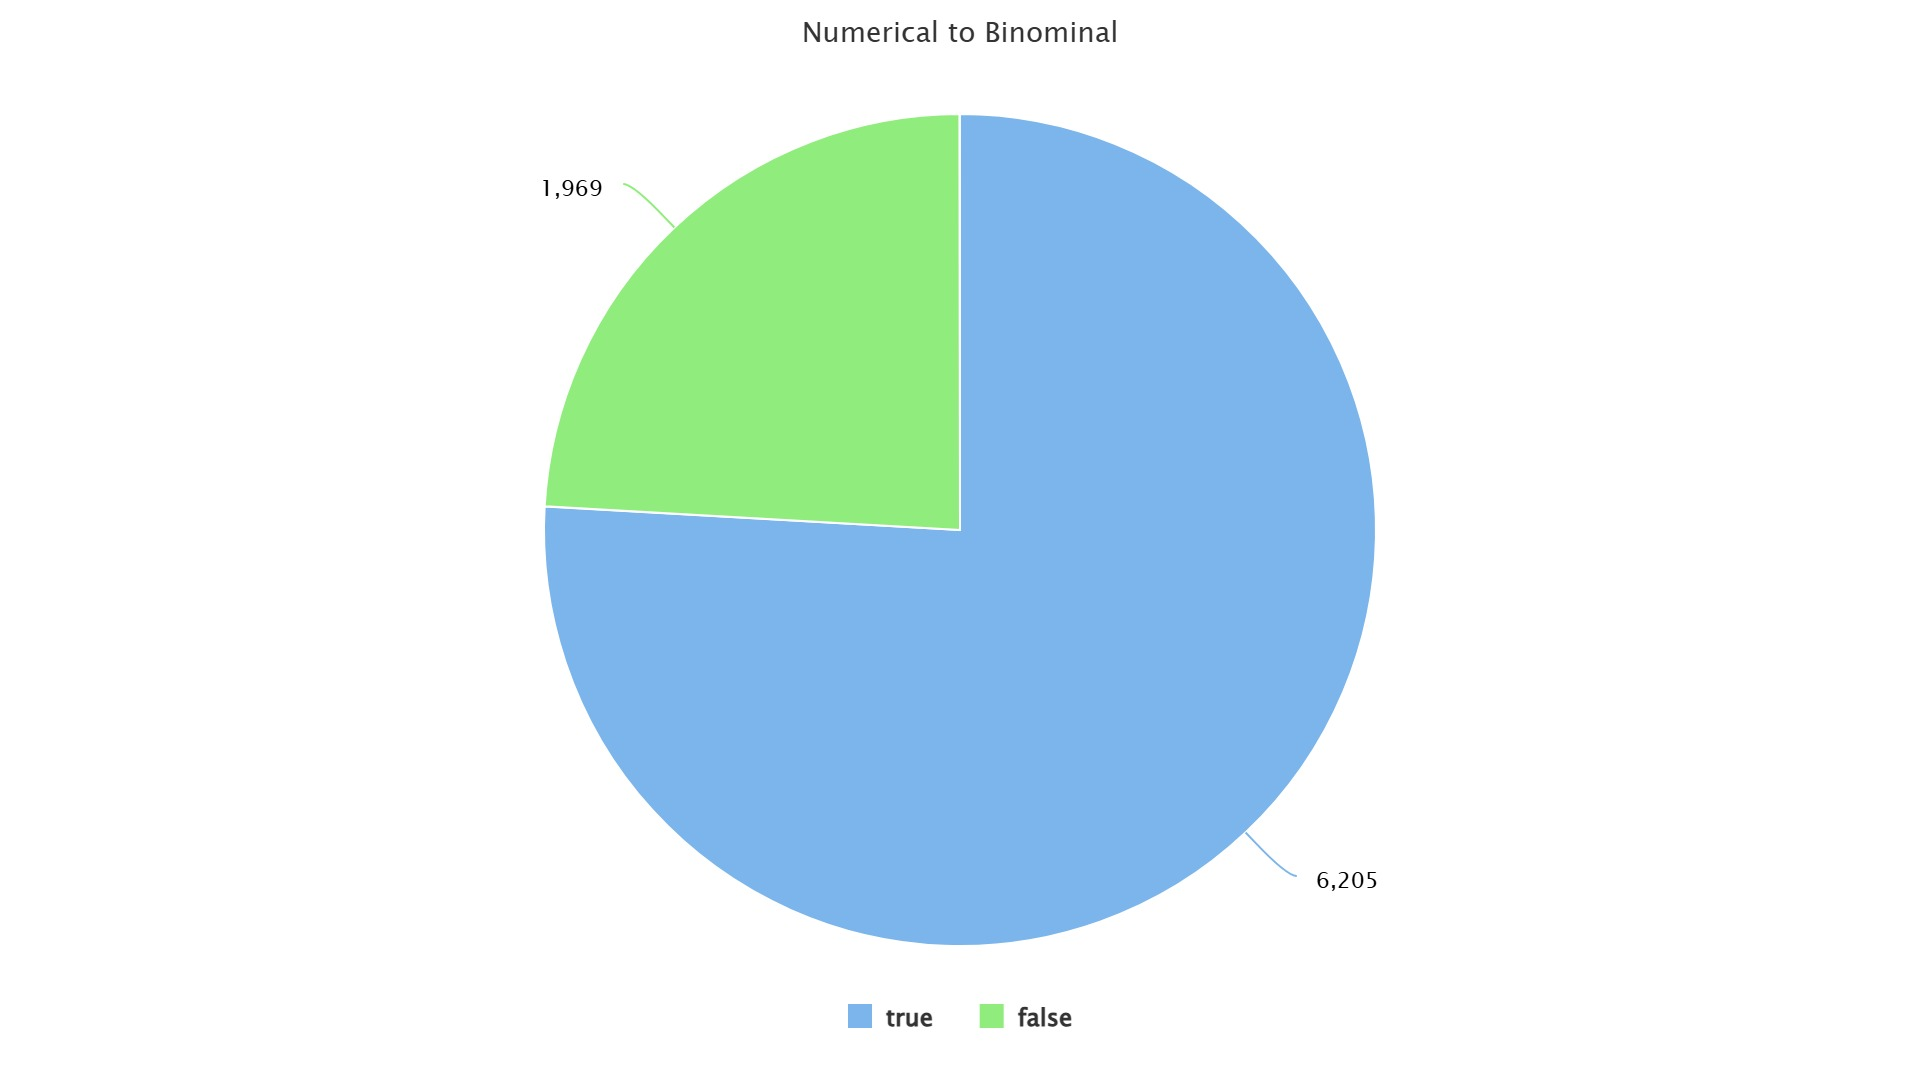 Numerical to Binominal
1,969
6,205
true
false